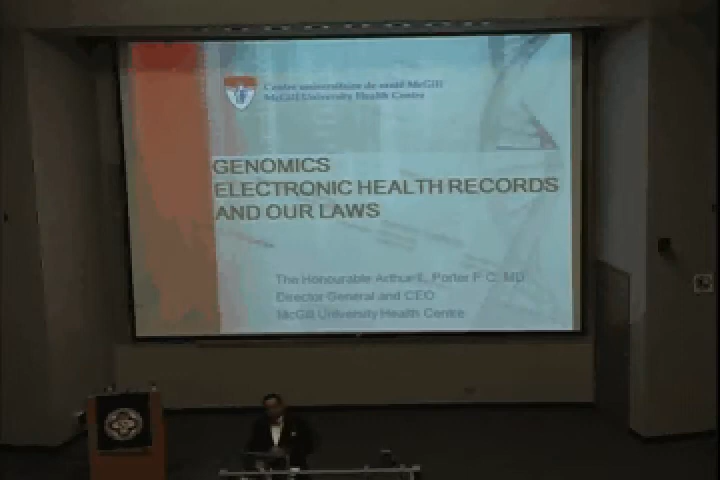 Centre universitaire de santé McGill
McGill University Health Centre
GENOMICS
ELECTRONIC HEALTH RECORDS
AND OUR LAWS
The Honourable Arthur T. Porter P.C. MD
Director General and CEO
McGill University Health Centre